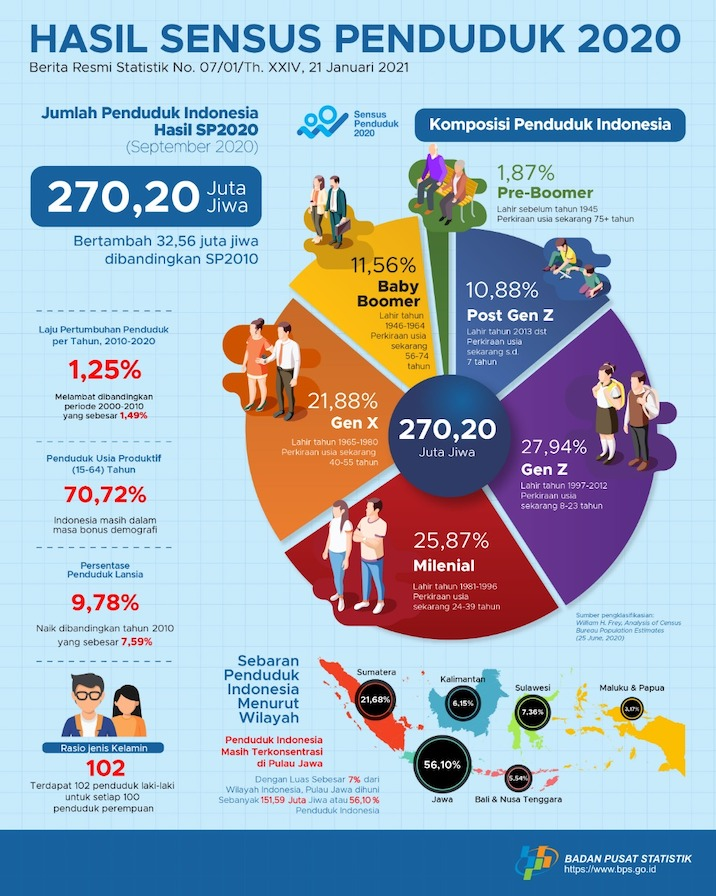 HASIL SENSUS PENDUDUK 2020
Berita Resmi Statistik No. 07/01/Th. XXIV, 21 Januari 2021
Jumlah Penduduk Indonesia
Hasil SP2020
(September 2020)
270,20 Juta
Jiwa
Bertambah 32,56 juta jiwa
dibandingkan SP2010
Sensus
Penduduk
2020
Komposisi Penduduk Indonesia
1,87%
Pre-Boomer
Lahir sebelum tahun 1945
Perkiraan usia sekarang 75+ tahun
11,56%
Baby
Boomer
Lahir tahun
1946-1964
Perkiraan usia
sekarang
56-74
tahun
10,88%
Post Gen Z
Lahir tahun 2013 dst
Perkiraan usia
sekarang s.d.
7 tahun
21,88%
Gen X
Lahir tahun 1965-1980
Perkiraan usia sekarang
40-55 tahun
270,20
Juta Jiwa
27,94%
Gen Z
Lahir tahun 1997-2012
Perkiraan usia
sekarang 8-23 tahun
25,87%
Milenial
Lahir tahun 1981-1996
Perkiraan usia
sekarang 24-39 tahun
Sumber pengklasifikasian:
William H. Frey, Analysis of Census
Bureau Population Estimates
(25 June, 2020)
Laju Pertumbuhan Penduduk
per Tahun, 2010-2020
1,25%
Melambat dibandingkan
periode 2000-2010
yang sebesar 1,49%
Penduduk Usia Produktif
(15-64) Tahun
70,72%
Indonesia masih dalam
masa bonus demografi
Persentase
Penduduk Lansia
9,78%
Naik dibandingkan tahun 2010
yang sebesar 7,59%
Rasio jenis Kelamin
102
Terdapat 102 penduduk laki-laki
untuk setiap 100
penduduk perempuan
Sebaran
Penduduk
Indonesia
Menurut
Wilayah
Penduduk Indonesia
Masih Terkonsentrasi
di Pulau Jawa
Dengan Luas Sebesar 7% dari
Wilayah Indonesia, Pulau Jawa dihuni
Sebanyak 151,59 Juta Jiwa atau 56,10%
Penduduk Indonesia
Sumatera
21,68%
Kalimantan
6,15%
Sulawesi
7,36%
Maluku & Papua
3,17%
56,10%
Jawa
5,54%
Bali & Nusa Tenggara
BADAN PUSAT STATISTIK
https://www.bps.go.id